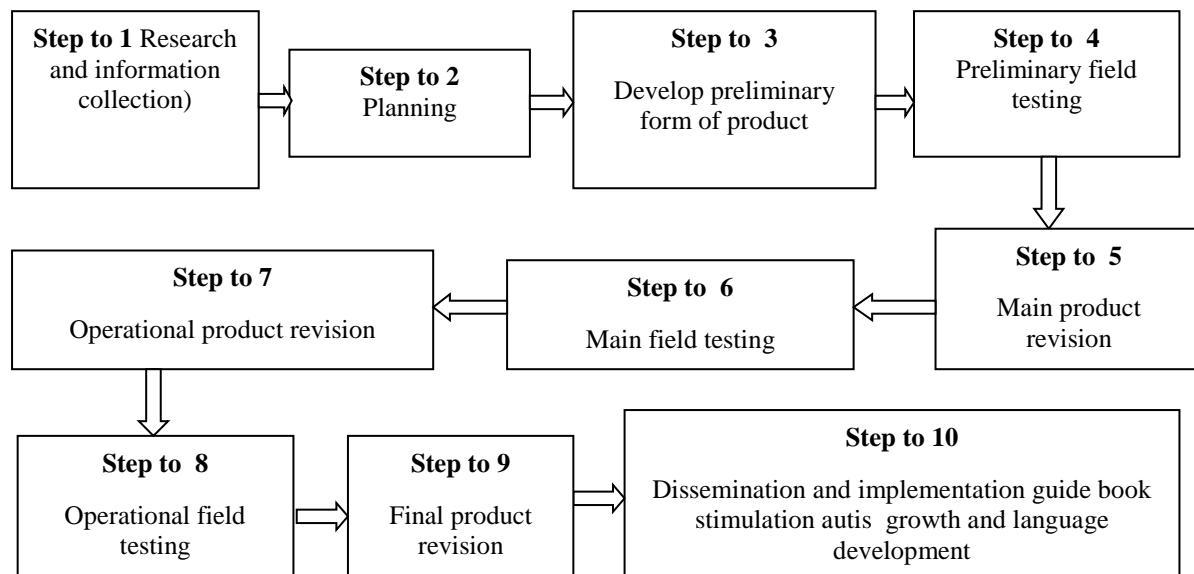 Step to 1 Research
and information
collection)
Step to 2
Planning
Step to 3
Develop preliminary
form of product
Step to 4
Preliminary field
testing
Step to 5
Main product
revision
Step to 6
Main field testing
Step to 7
Operational product revision
Step to 8
Operational field
testing
Step to 9
Final product
revision
Step to 10
Dissemination and implementation guide book
stimulation autis growth and language
development